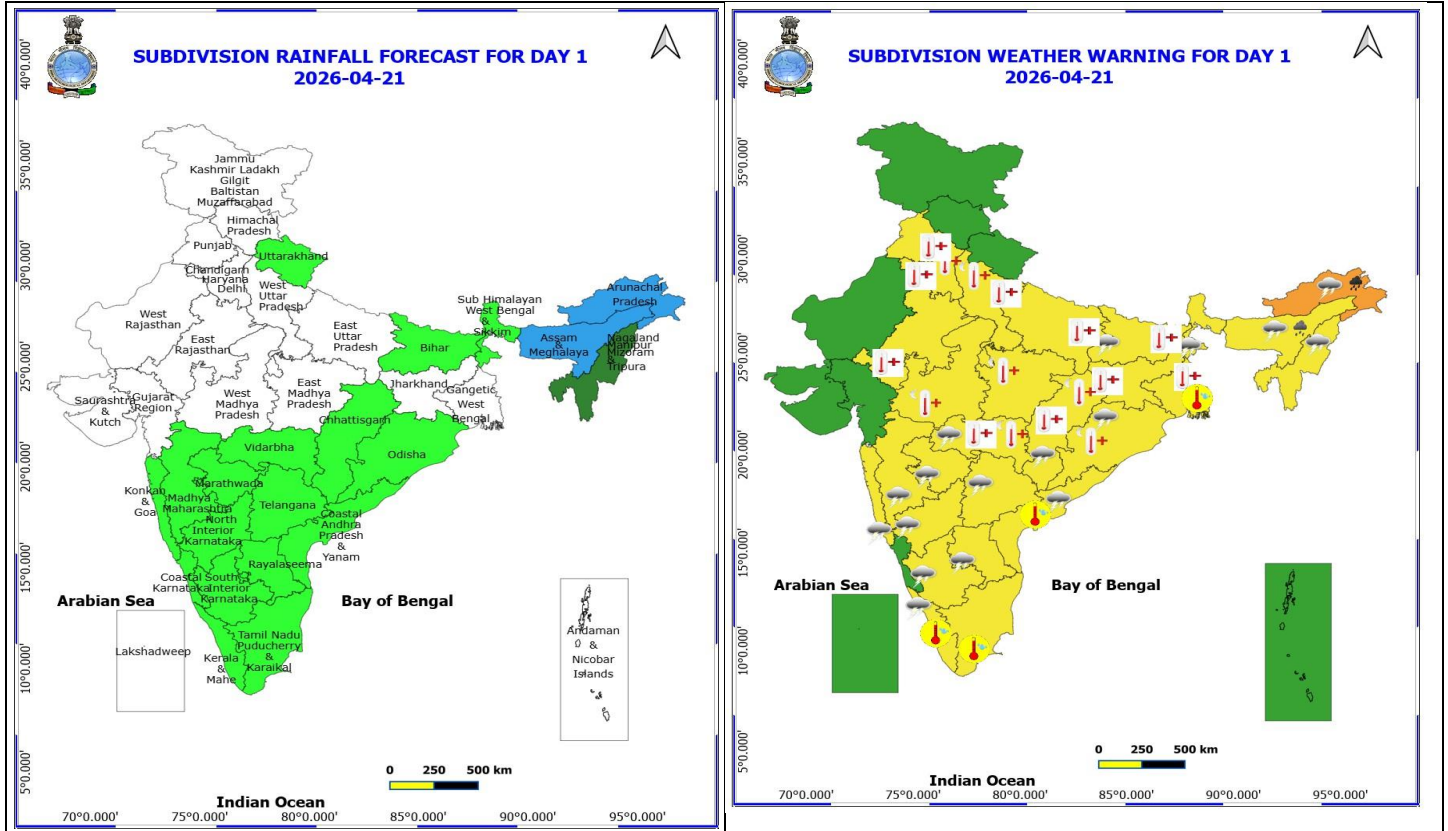 SUBDIVISION RAINFALL FORECAST FOR DAY 1
2026-04-21
40°0.000'
35°0.000'
30°0.000'
25°0.000'
20°0.000'
15°0.000'
10°0.000'
5°0.000'
Jammu
Kashmir Ladakh
Gilgit
Baltistan
Muzaffarabad
Himachal
Pradesh
Punjab
Uttarakhand
Chandigarh
Haryana
Delhi
West
Uttar
Pradesh
West
Rajasthan
East
Rajasthan
East
Uttar
Pradesh
Sub Himalayan
West Bengal
&
Sikkim
Arunachal
Pradesh
Assam
&
Meghalaya
Nagaland
Manipur
Mizoram
&
Tripura
Bihar
Jharkhand
Gangetic
West
Bengal
Saurashtra
&
Kutch
Gujarat
Region
West
Madhya
Pradesh
East
Madhya
Pradesh
Chhattisgarh
Vidarbha
Odisha
Konkan
&
Goa
Marathwada
Madhya
Maharashtra
North
Interior
Karnataka
Telangana
Coastal
Andhra
Pradesh
&
Yanam
Rayalaseema
Coastal
Karnataka
South
Interior
Karnataka
Arabian Sea
Bay of Bengal
Lakshadweep
Tamil Nadu
Puducherry
&
Karaikal
Kerala
&
Mahe
Andaman
&
Nicobar
Islands
0 250 500 km
Indian Ocean
70°0.000' 75°0.000' 80°0.000' 85°0.000' 90°0.000' 95°0.000'
SUBDIVISION WEATHER WARNING FOR DAY 1
2026-04-21
40°0.000'
35°0.000'
30°0.000'
25°0.000'
20°0.000'
15°0.000'
10°0.000'
5°0.000'
Arabian Sea
Bay of Bengal
0 250 500 km
Indian Ocean
70°0.000' 75°0.000' 80°0.000' 85°0.000' 90°0.000' 95°0.000'